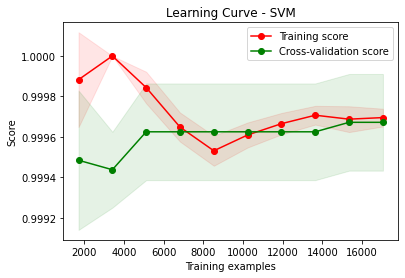 Learning Curve - SVM
Training score
Cross-validation score
Score
1.0000
0.9998
0.9996
0.9994
0.9992
2000 4000 6000 8000 10000 12000 14000 16000
Training examples